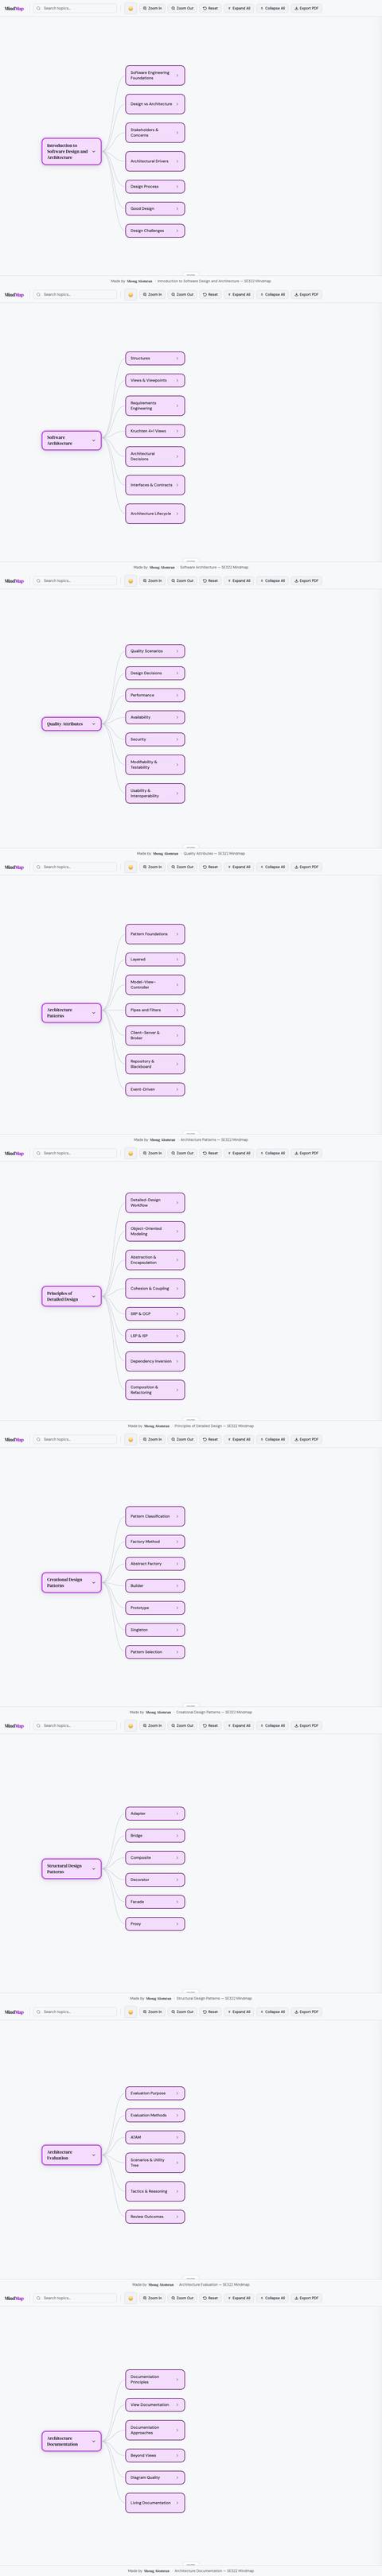 MindMap Search topics... Zoom In Zoom Out Reset Expand All Collapse All Export PDF
Software Engineering
Foundations
Design vs Architecture
Stakeholders &
Concerns
Introduction to
Software Design and
Architecture
Architectural Drivers
Design Process
Good Design
Design Challenges
Made by · Introduction to Software Design and Architecture — SE322 Mindmap
MindMap Search topics... Zoom In Zoom Out Reset Expand All Collapse All Export PDF
Structures
Views & Viewpoints
Requirements
Engineering
Kruchten 4+1 Views
Software
Architecture
Architectural
Decisions
Interfaces & Contracts
Architecture Lifecycle
Made by · Software Architecture — SE322 Mindmap
MindMap Search topics... Zoom In Zoom Out Reset Expand All Collapse All Export PDF
Quality Scenarios
Design Decisions
Performance
Availability
Quality Attributes
Security
Modifiability &
Testability
Usability &
Interoperability
Made by · Quality Attributes — SE322 Mindmap
MindMap Search topics... Zoom In Zoom Out Reset Expand All Collapse All Export PDF
Pattern Foundations
Layered
Model-View-
Controller
Pipes and Filters
Architecture
Patterns
Client-Server &
Broker
Repository &
Blackboard
Event-Driven
Made by · Architecture Patterns — SE322 Mindmap
MindMap Search topics... Zoom In Zoom Out Reset Expand All Collapse All Export PDF
Detailed-Design
Workflow
Object-Oriented
Modeling
Abstraction &
Encapsulation
Cohesion & Coupling
Principles of
Detailed Design
SRP & OCP
LSP & ISP
Dependency Inversion
Composition &
Refactoring
Made by · Principles of Detailed Design — SE322 Mindmap
MindMap Search topics... Zoom In Zoom Out Reset Expand All Collapse All Export PDF
Pattern Classification
Factory Method
Abstract Factory
Creational Design
Patterns
Builder
Prototype
Singleton
Pattern Selection
Made by · Creational Design Patterns — SE322 Mindmap
MindMap Search topics... Zoom In Zoom Out Reset Expand All Collapse All Export PDF
Adapter
Bridge
Composite
Structural Design
Patterns
Decorator
Facade
Proxy
Made by · Structural Design Patterns — SE322 Mindmap
MindMap Search topics... Zoom In Zoom Out Reset Expand All Collapse All Export PDF
Evaluation Purpose
Evaluation Methods
ATAM
Architecture
Evaluation
Scenarios & Utility
Tree
Tactics & Reasoning
Review Outcomes
Made by · Architecture Evaluation — SE322 Mindmap
MindMap Search topics... Zoom In Zoom Out Reset Expand All Collapse All Export PDF
Documentation
Principles
View Documentation
Documentation
Approaches
Architecture
Documentation
Beyond Views
Diagram Quality
Living Documentation
Made by · Architecture Documentation — SE322 Mindmap